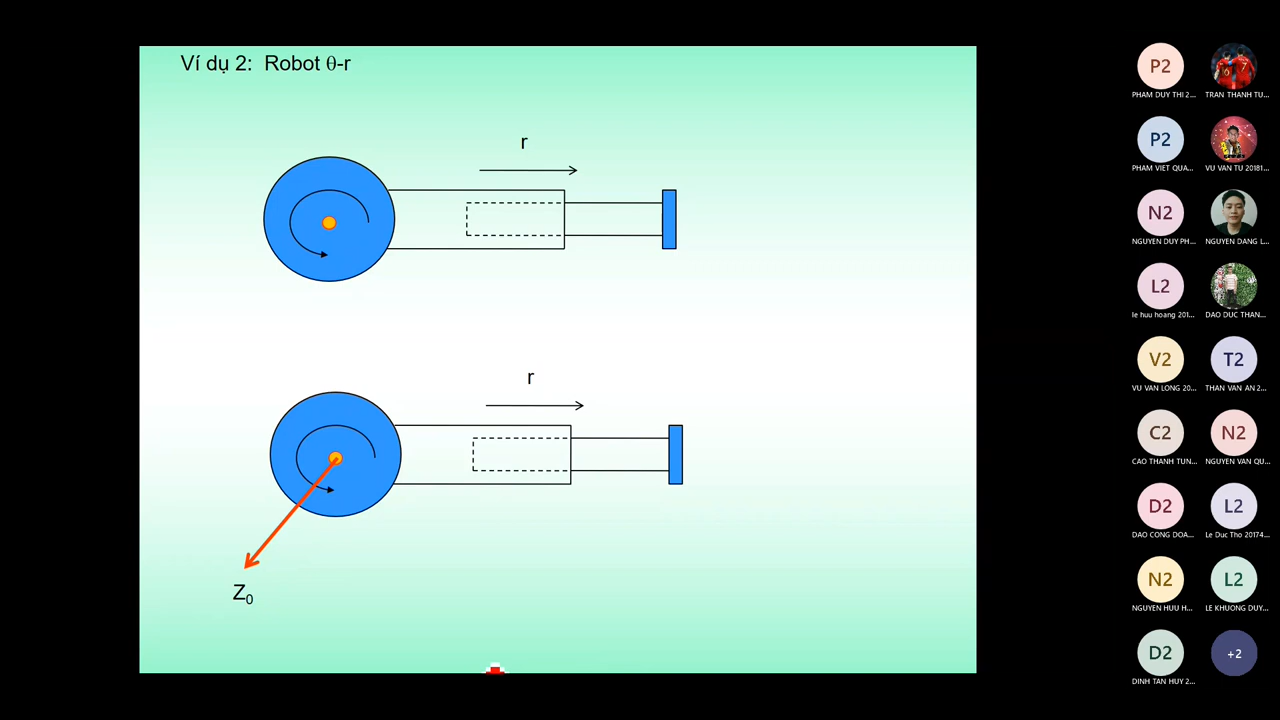 Ví dụ 2: Robot θ-r
r
r
Z₀
P2
PHAM DUY THI 2...
TRAN THANH TU...
P2
PHAM VIET QUA...
VU VAN TU 20181...
N2
NGUYEN DUY PH...
NGUYEN DANG L...
L2
le huu hoang 201...
DAO DUC THAN...
V2
T2
VU VAN LONG 20...
THAN VAN AN 2...
C2
N2
CAO THANH TUN...
NGUYEN VAN QU...
D2
L2
DAO CONG DOA...
Le Duc Tho 20174...
N2
L2
NGUYEN HUU H...
LE KHUONG DUY...
D2
+2
DINH TAN HUY 2...